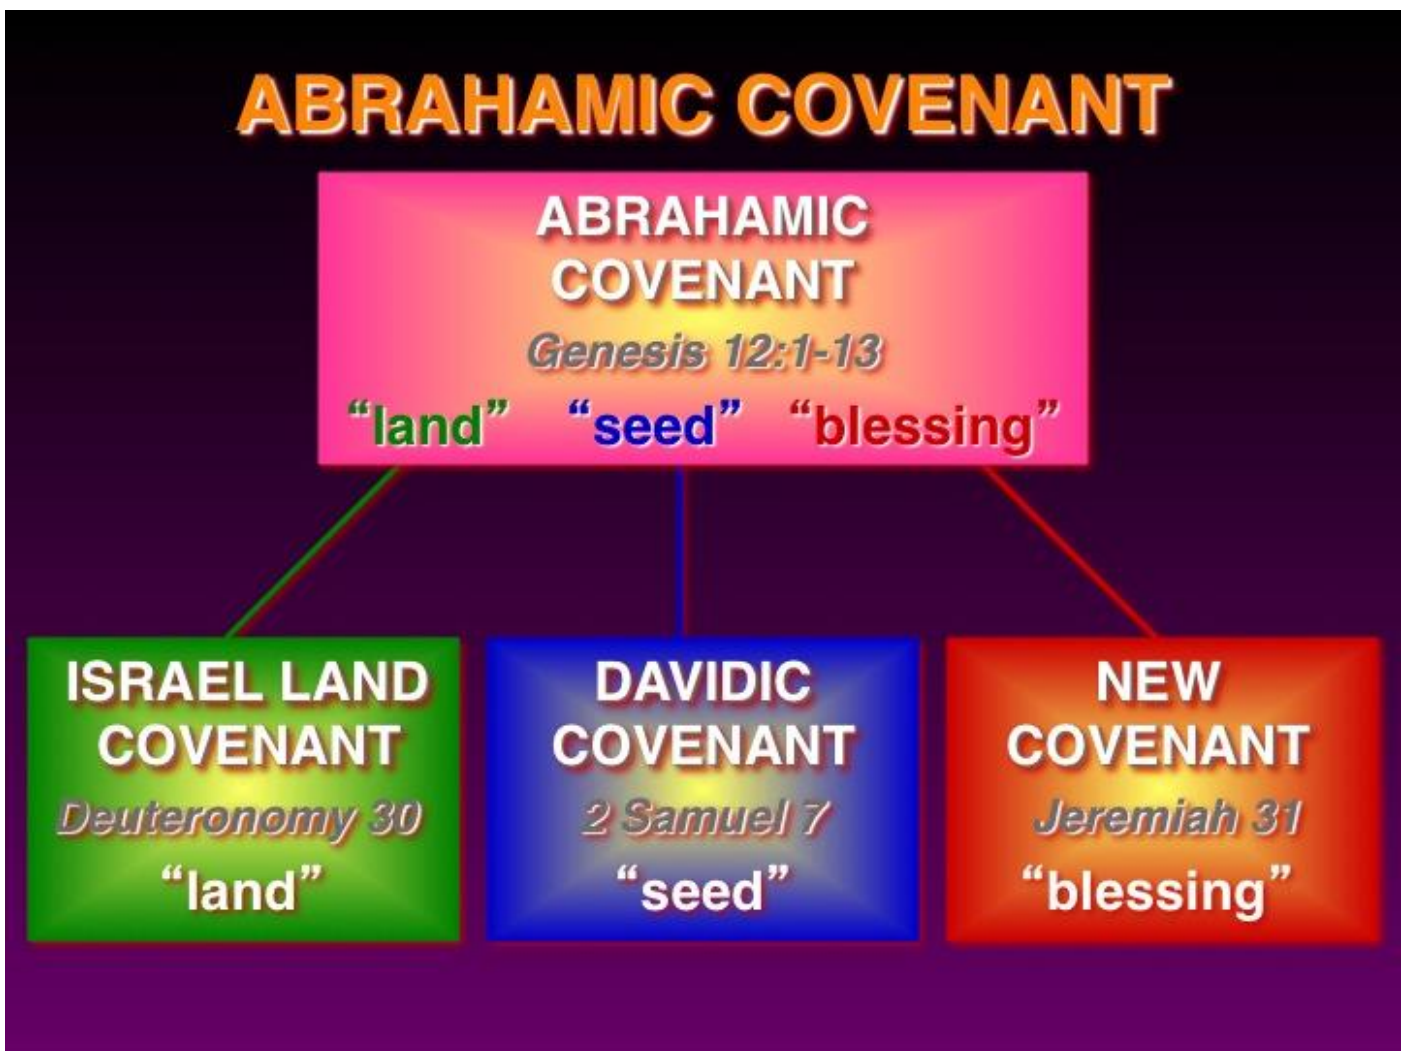 ABRAHAMIC COVENANT
ABRAHAMIC
COVENANT
Genesis 12:1-13
“land” “seed” “blessing”
ISRAEL LAND
COVENANT
Deuteronomy 30
“land”
DAVIDIC
COVENANT
2 Samuel 7
“seed”
NEW
COVENANT
Jeremiah 31
“blessing”